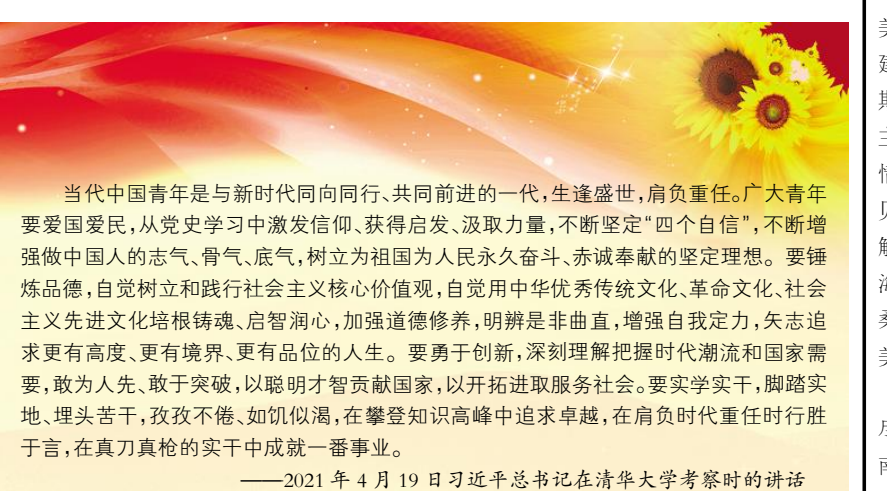 当代中国青年是与新时代同向同行、共同前进的一代，生逢盛世，肩负重任。广大青年
要爱国爱民，从党史学习中激发信仰、获得启发、汲取力量，不断坚定“四个自信”，不断增
强做中国人的志气、骨气、底气，树立为祖国为人民永久奋斗、赤诚奉献的坚定理想。要锤
炼品德，自觉树立和践行社会主义核心价值观，自觉用中华优秀传统文化、革命文化、社会
主义先进文化培根铸魂、启智润心，加强道德修养，明辨是非曲直，增强自我定力，矢志追
求更有高度、更有境界、更有品位的人生。要勇于创新，深刻理解把握时代潮流和国家需
要，敢为人先、敢于突破，以聪明才智贡献国家，以开拓进取服务社会。要实学实干，脚踏实
地、埋头苦干，孜孜不倦、如饥似渴，在攀登知识高峰中追求卓越，在肩负时代重任时行胜
于言，在真刀真枪的实干中成就一番事业。
——2021 年 4 月 19 日习近平总书记在清华大学考察时的讲话